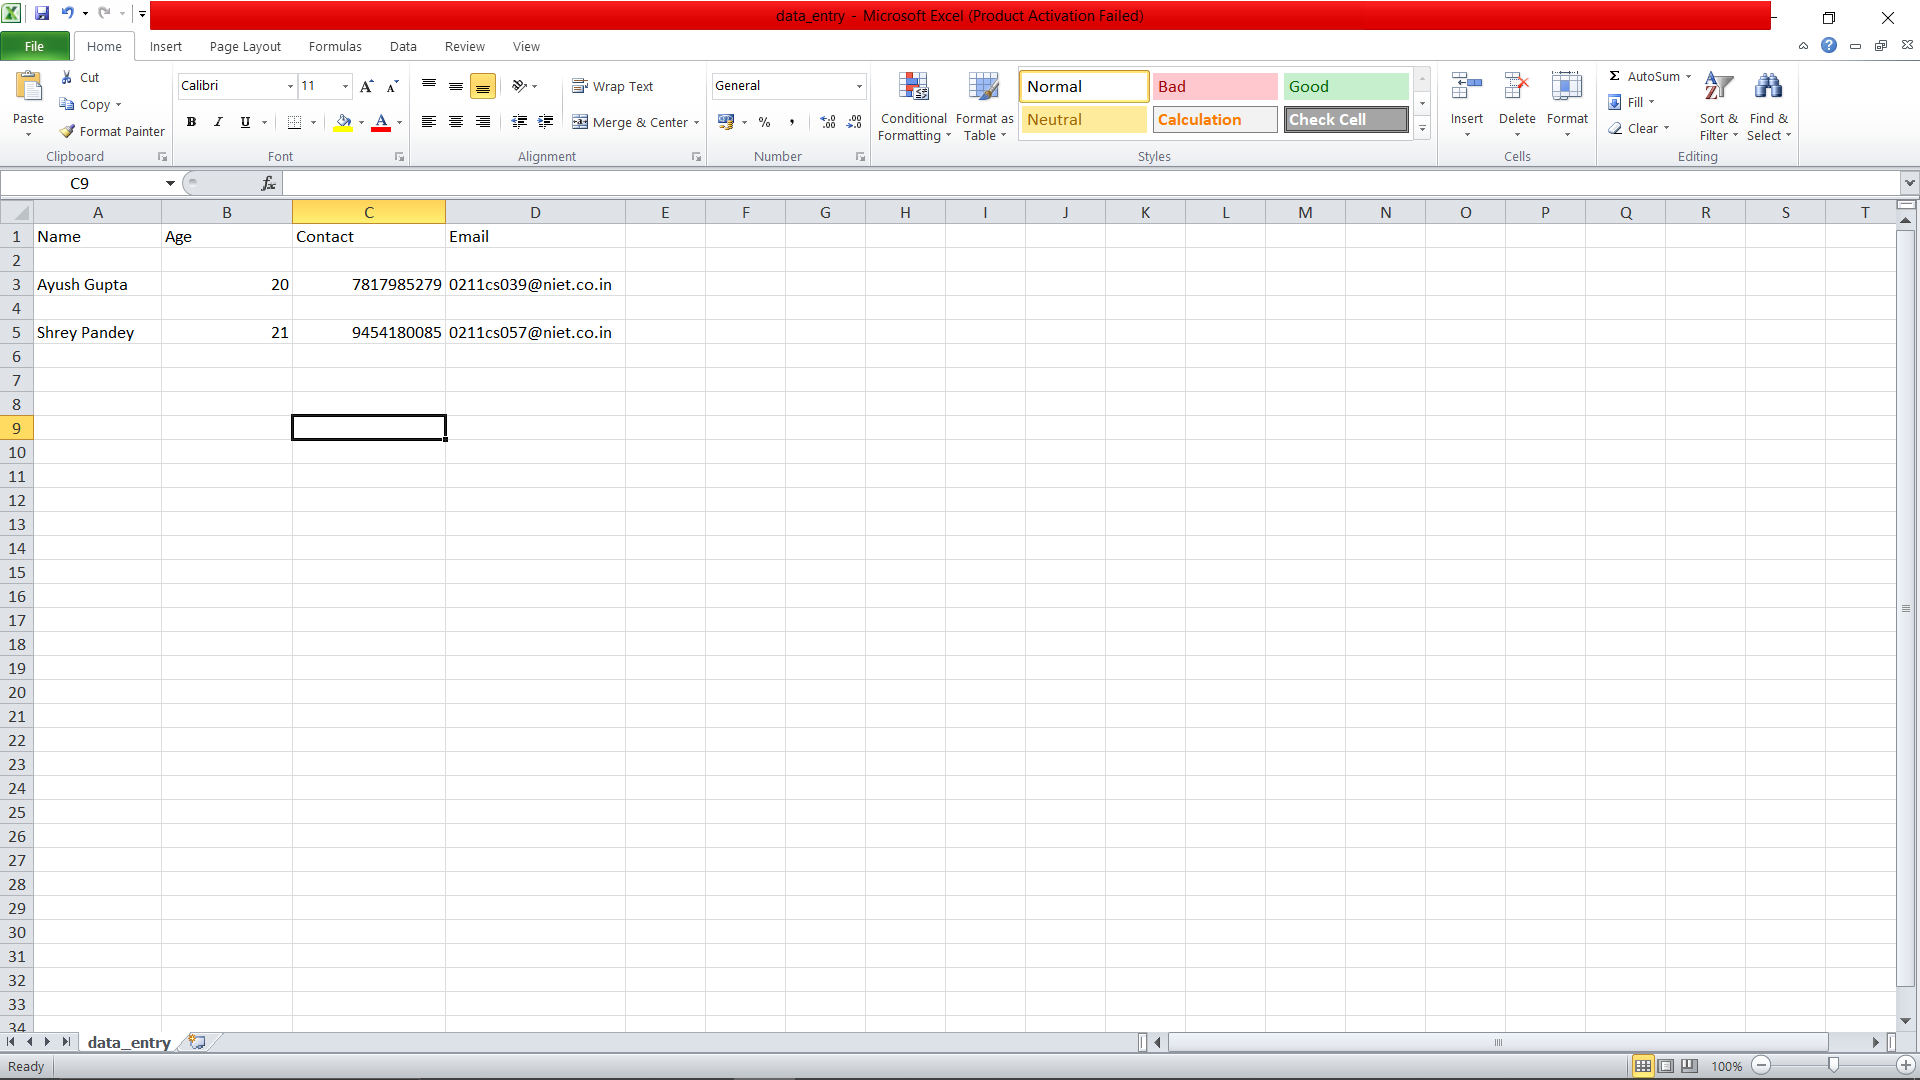 data_entry - Microsoft Excel (Product Activation Failed)
File Home Insert Page Layout Formulas Data Review View
Paste Cut Copy Format Painter
Clipboard
Calibri 11
B I U
Font
Wrap Text
Merge & Center
Alignment
General
% ,
Number
Conditional Formatting
Format as Table
Normal Bad Good
Neutral Calculation Check Cell
Styles
Insert Delete Format
Cells
Σ AutoSum
Fill
Clear
Sort & Filter
Find & Select
Editing
C9 fx
A B C D E F G H I J K L M N O P Q R S T
1 Name Age Contact Email
2
3 Ayush Gupta 20 7817985279 0211cs039@niet.co.in
4
5 Shrey Pandey 21 9454180085 0211cs057@niet.co.in
6
7
8
9
10
11
12
13
14
15
16
17
18
19
20
21
22
23
24
25
26
27
28
29
30
31
32
33
34
data_entry
Ready 100%